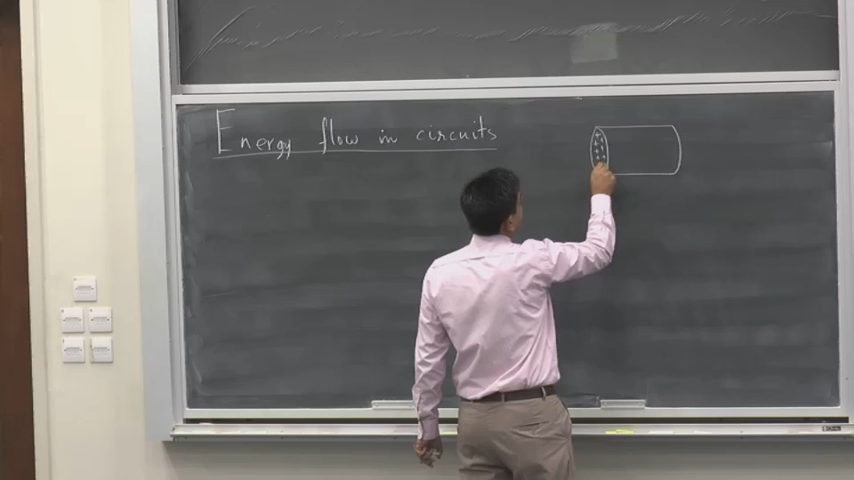 Energy flow in circuits
+ + + + + + + +